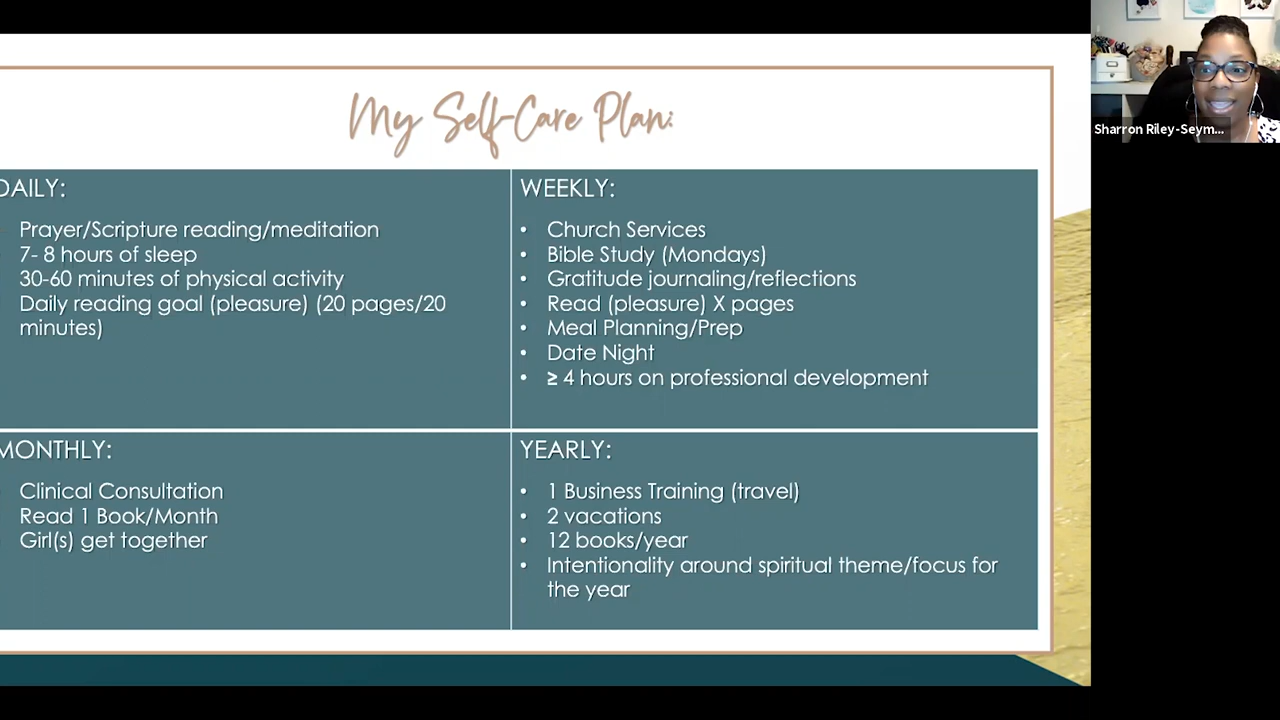 My Self-Care Plan:
DAILY:
Prayer/Scripture reading/meditation
7- 8 hours of sleep
30-60 minutes of physical activity
Daily reading goal (pleasure) (20 pages/20
minutes)
WEEKLY:
• Church Services
• Bible Study (Mondays)
• Gratitude journaling/reflections
• Read (pleasure) X pages
• Meal Planning/Prep
• Date Night
• ≥ 4 hours on professional development
MONTHLY:
Clinical Consultation
Read 1 Book/Month
Girl(s) get together
YEARLY:
• 1 Business Training (travel)
• 2 vacations
• 12 books/year
• Intentionality around spiritual theme/focus for
the year
Sharron Riley-Seym...